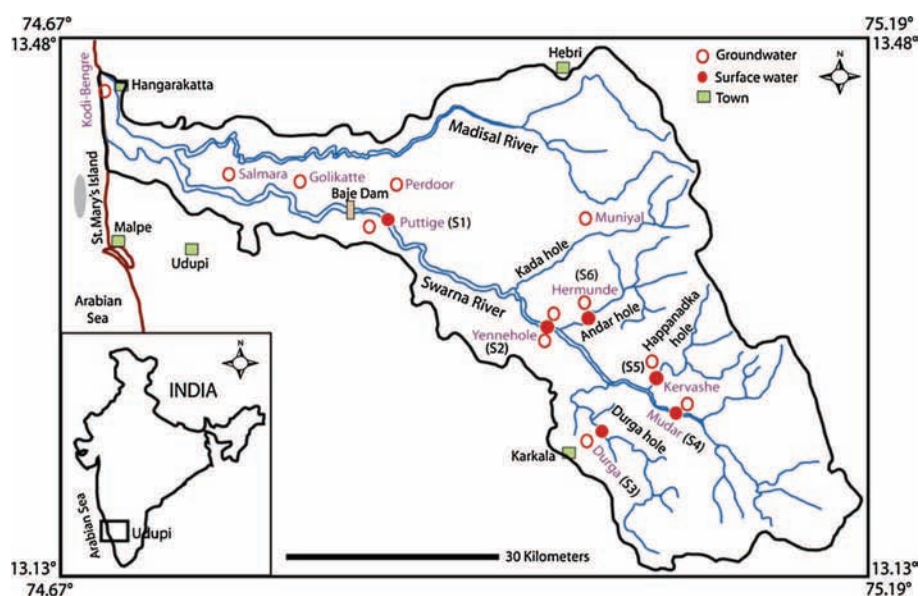 74.67°
75.19°
13.48°
13.48°
N
Hebri
Groundwater
Surface water
Town
N
Kodi-Bengre
Hangarakatta
Madisal River
Salmara
Golikatte
Perdoor
Baje Dam
St. Mary's Island
Puttige (S1)
Muniyal
Malpe
Udupi
Kada hole
(S6)
Hermunde
Swarna River
Arabian
Sea
Andar hole
Happanadka
hole
Yennehole
(S2)
(S5)
Kervashe
N
INDIA
Mudar (S4)
Durga hole
Karkala
Durga (S3)
Arabian Sea
Udupi
30 Kilometers
13.13°
13.13°
74.67°
75.19°